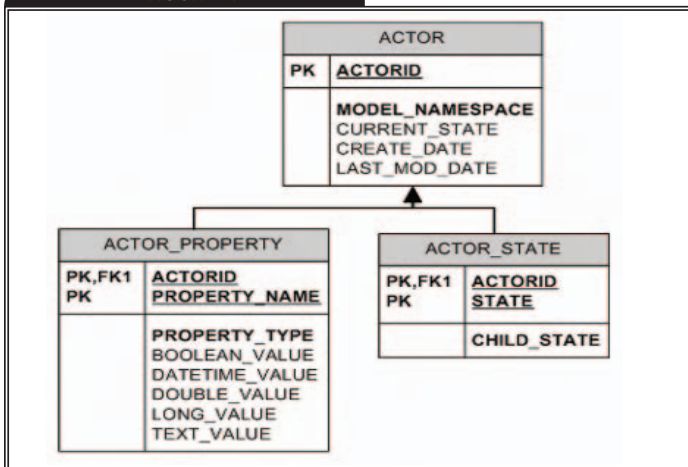 ACTOR
PK ACTORID
MODEL_NAMESPACE
CURRENT_STATE
CREATE_DATE
LAST_MOD_DATE
ACTOR_PROPERTY
PK,FK1 ACTORID
PK PROPERTY_NAME
PROPERTY_TYPE
BOOLEAN_VALUE
DATETIME_VALUE
DOUBLE_VALUE
LONG_VALUE
TEXT_VALUE
ACTOR_STATE
PK,FK1 ACTORID
PK STATE
CHILD_STATE